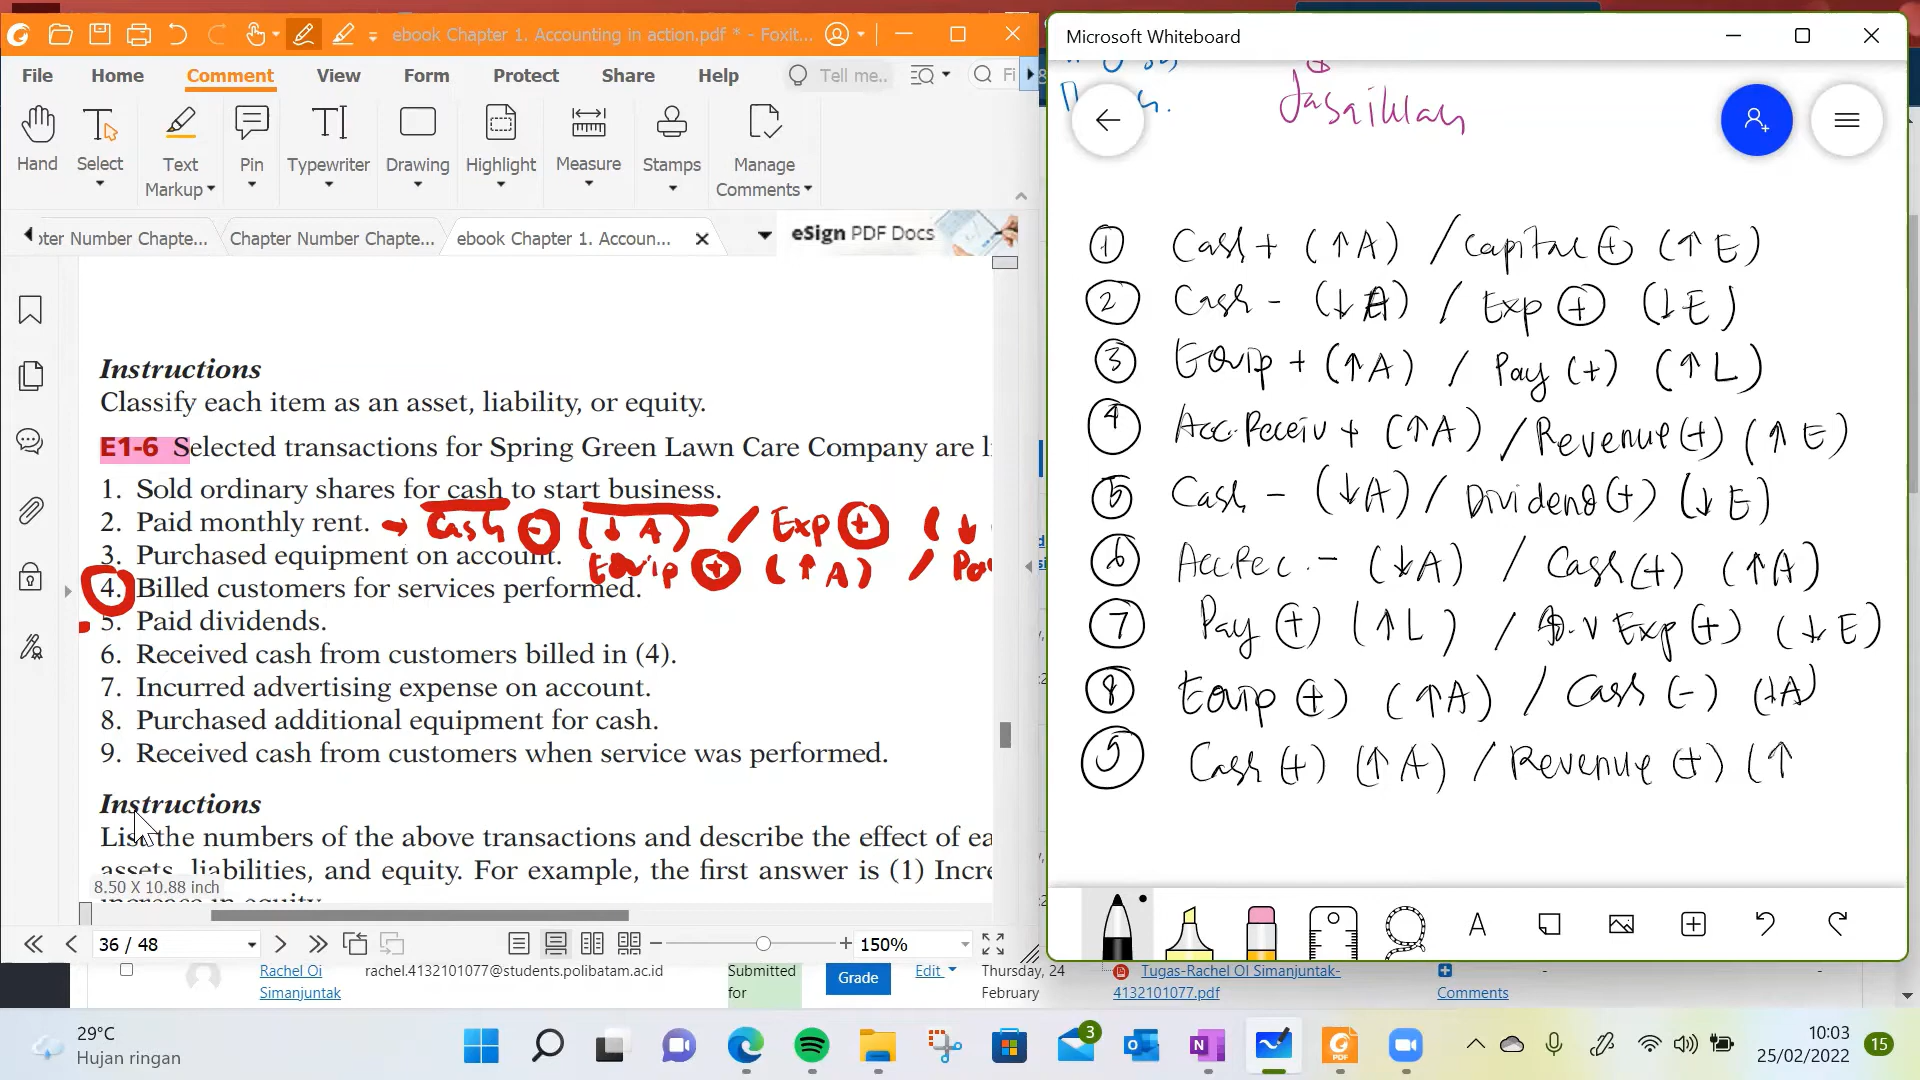 ebook Chapter 1. Accounting in action.pdf * - Foxit...
File Home Comment View Form Protect Share Help Tell me.. Fi
Hand
Select
Text Markup
Pin
Typewriter
Drawing
Highlight
Measure
Stamps
Manage Comments
pter Number Chapte...
Chapter Number Chapte...
ebook Chapter 1. Accoun...
eSign PDF Docs
Instructions
Classify each item as an asset, liability, or equity.
E1-6 Selected transactions for Spring Green Lawn Care Company are li
1. Sold ordinary shares for cash to start business.
2. Paid monthly rent. → Cash - (↓ A) / Exp + (↓
3. Purchased equipment on account. Equip + (↑ A) / Pa
4. Billed customers for services performed.
5. Paid dividends.
6. Received cash from customers billed in (4).
7. Incurred advertising expense on account.
8. Purchased additional equipment for cash.
9. Received cash from customers when service was performed.
Instructions
List the numbers of the above transactions and describe the effect of ea
assets, liabilities, and equity. For example, the first answer is (1) Incre
increase in equity.
8.50 X 10.88 inch
36 / 48
150%
Microsoft Whiteboard
① Cash + (↑ A) / Capital + (↑ E)
② Cash - (↓ A) / Exp + (↓ E)
③ Equip + (↑ A) / Pay (+) (↑ L)
④ Acc. Receiv + (↑ A) / Revenue (+) (↑ E)
⑤ Cash - (↓ A) / Dividend (+) (↓ E)
⑥ Acc Rec. - (↓ A) / Cash (+) (↑ A)
⑦ Pay (+) (↑ L) / Adv Exp (+) (↓ E)
⑧ Equip (+) (↑ A) / Cash (-) (↓ A)
⑨ Cash (+) (↑ A) / Revenue (+) (↑
A
Rachel Oi Simanjuntak
rachel.4132101077@students.polibatam.ac.id
Submitted for
Grade
Edit
Thursday, 24 February
Tugas-Rachel OI Simanjuntak-4132101077.pdf
-
Comments
-
29°C
Hujan ringan
3
10:03
25/02/2022
15